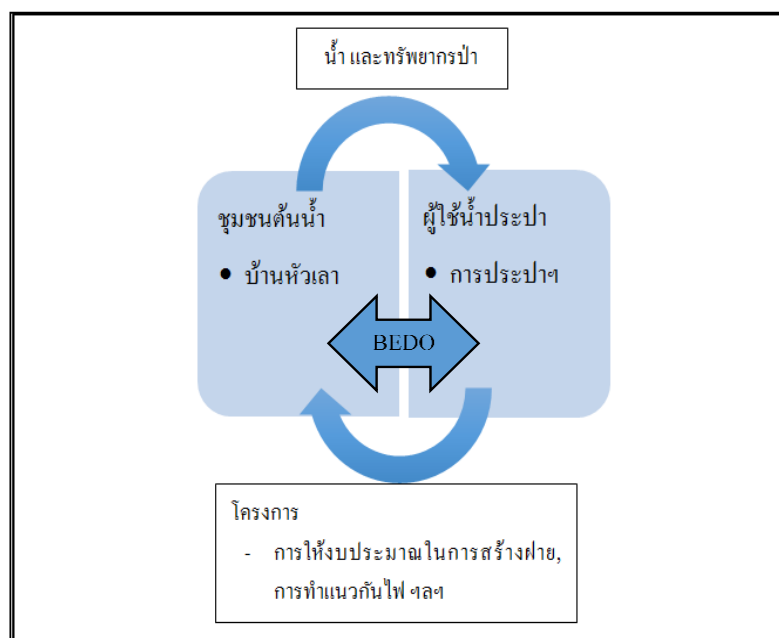 น้ำ และทรัพยากรป่า
ชุมชนต้นน้ำ
• บ้านหัวเลา
ผู้ใช้น้ำประปา
• การประปาฯ
BEDO
โครงการ
- การให้งบประมาณในการสร้างฝาย,
การทำแนวกันไฟ ฯลฯ